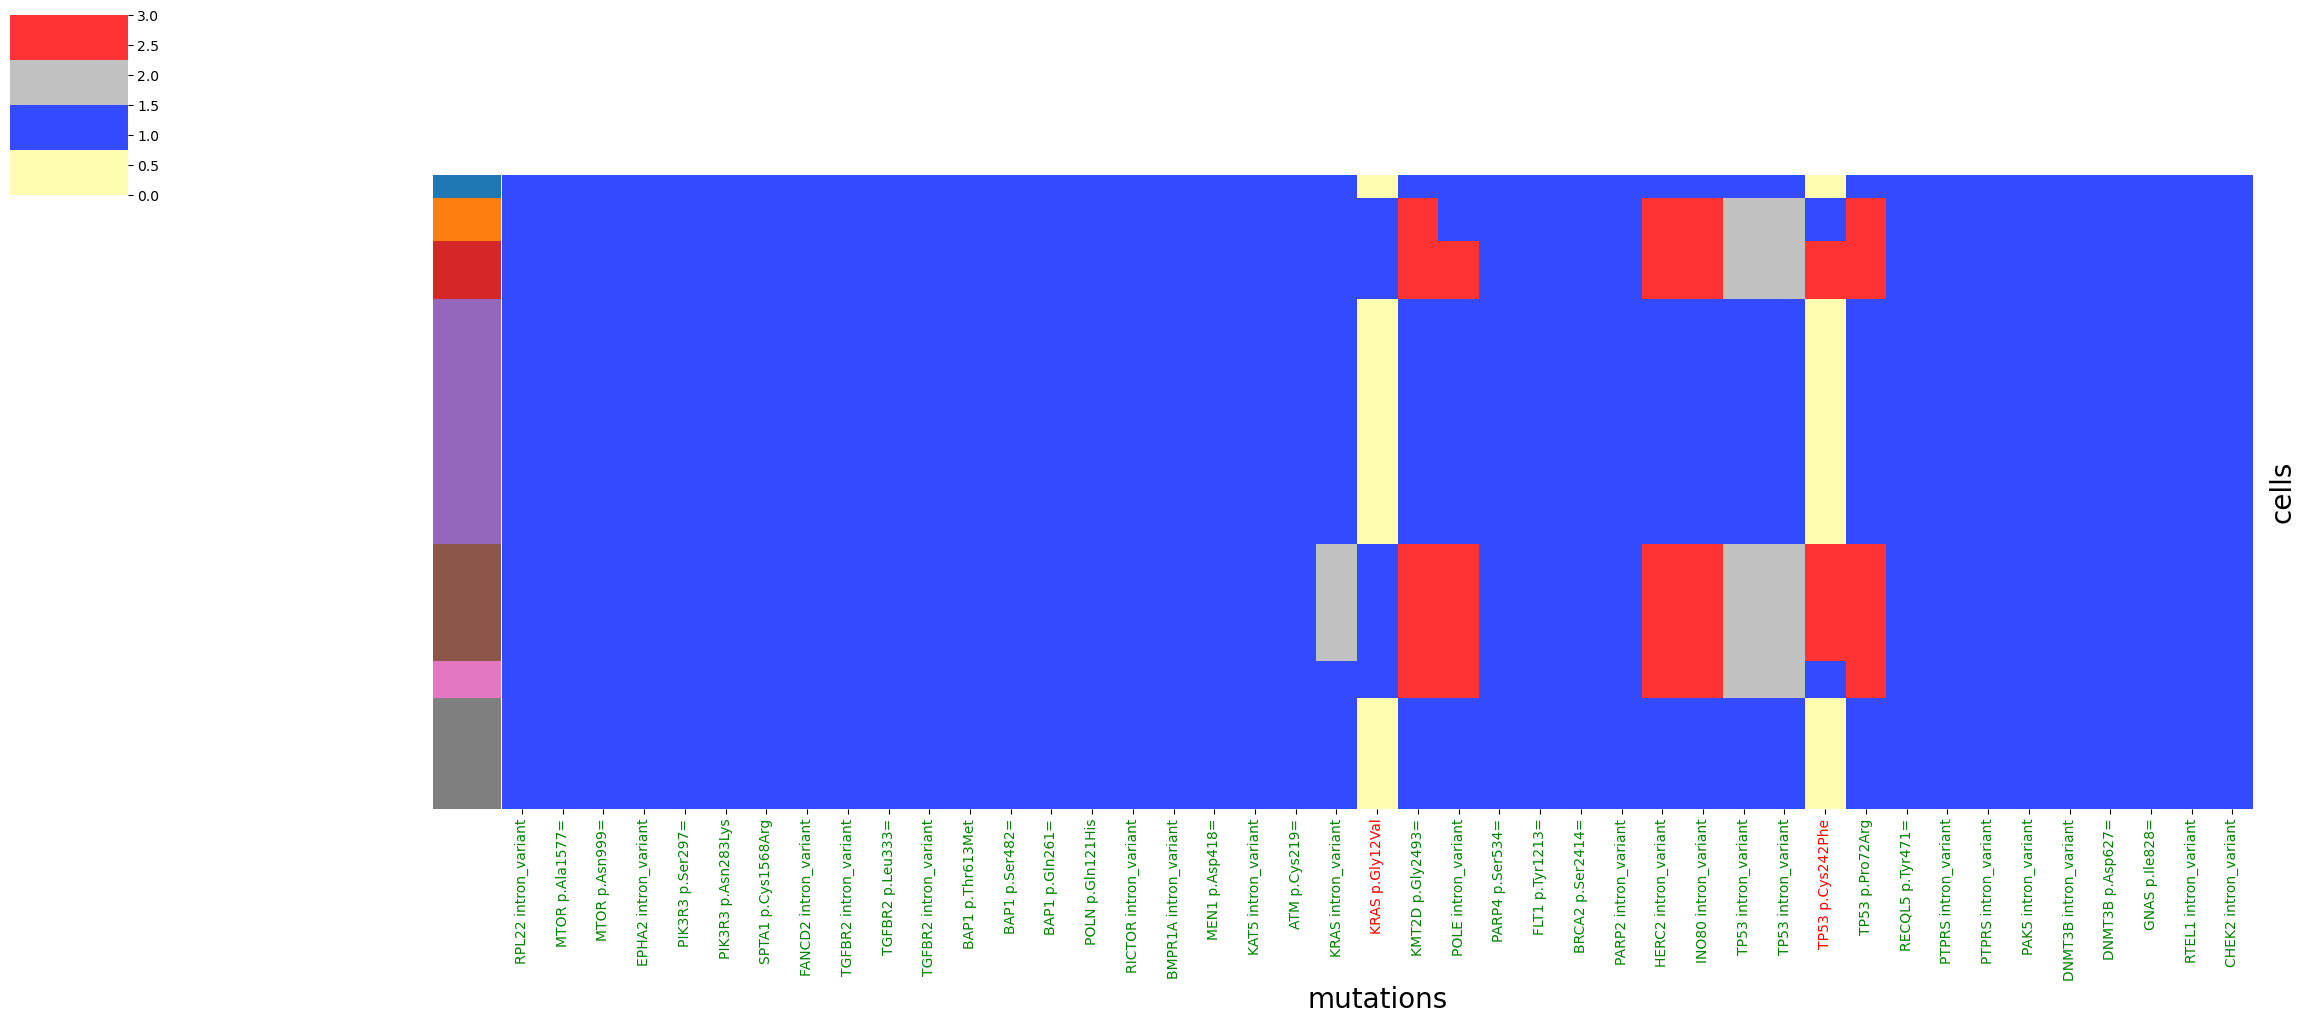 3.0
2.5
2.0
1.5
1.0
0.5
0.0
cells
RPL22 intron_variant
MTOR p.Ala1577=
MTOR p.Asn999=
EPHA2 intron_variant
PIK3R3 p.Ser297=
PIK3R3 p.Asn283Lys
SPTA1 p.Cys1568Arg
FANCD2 intron_variant
TGFBR2 intron_variant
TGFBR2 p.Leu333=
TGFBR2 intron_variant
BAP1 p.Thr613Met
BAP1 p.Ser482=
BAP1 p.Gln261=
POLN p.Gln121His
RICTOR intron_variant
BMPR1A intron_variant
MEN1 p.Asp418=
KAT5 intron_variant
ATM p.Cys219=
KRAS intron_variant
KRAS p.Gly12Val
KMT2D p.Gly2493=
POLE intron_variant
PARP4 p.Ser534=
FLT1 p.Tyr1213=
BRCA2 p.Ser2414=
PARP2 intron_variant
HERC2 intron_variant
INO80 intron_variant
TP53 intron_variant
TP53 intron_variant
TP53 p.Cys242Phe
TP53 p.Pro72Arg
RECQL5 p.Tyr471=
PTPRS intron_variant
PTPRS intron_variant
PAK5 intron_variant
DNMT3B intron_variant
DNMT3B p.Asp627=
GNAS p.Ile828=
RTEL1 intron_variant
CHEK2 intron_variant
mutations